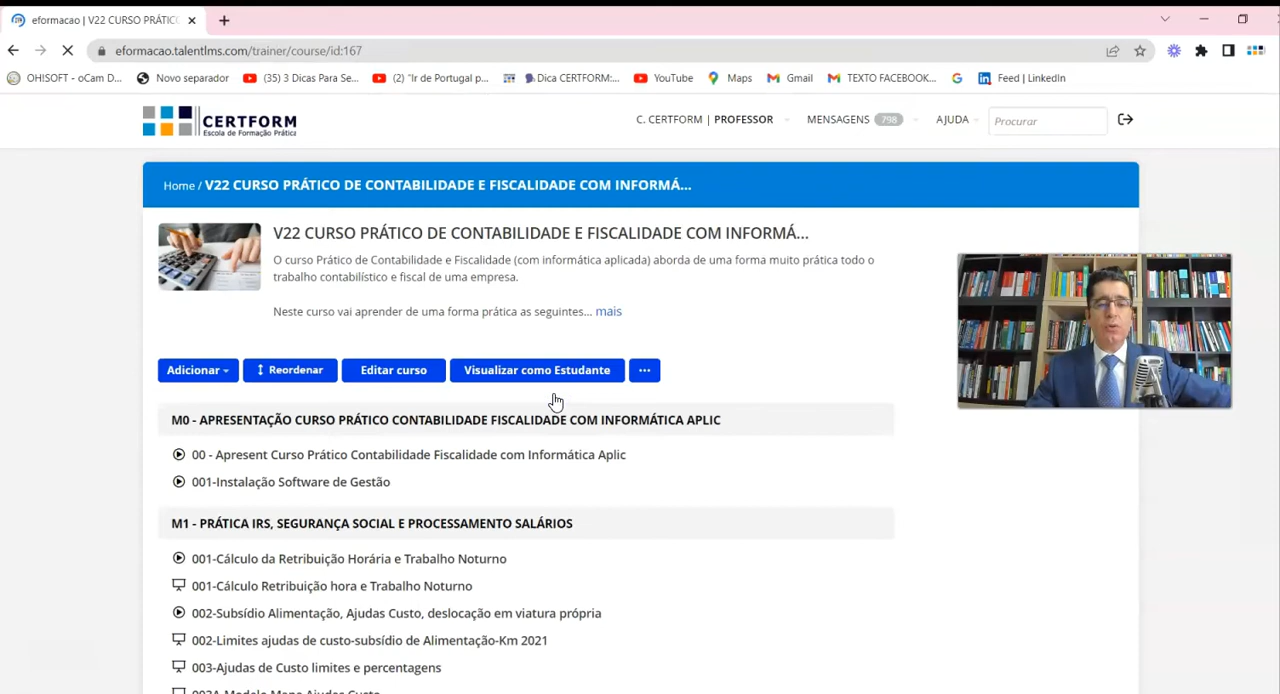 eformacao | V22 CURSO PRÁTICO
eformacao.talentlms.com/trainer/course/id:167
OHISOFT - oCam D...
Novo separador
(35) 3 Dicas Para Se...
(2) "Ir de Portugal p...
Dica CERTFORM:...
YouTube
Maps
Gmail
TEXTO FACEBOOK...
Feed | LinkedIn
CERTFORM
Escola de Formação Prática
C. CERTFORM | PROFESSOR
MENSAGENS 798
AJUDA
Procurar
Home / V22 CURSO PRÁTICO DE CONTABILIDADE E FISCALIDADE COM INFORMÁ...
V22 CURSO PRÁTICO DE CONTABILIDADE E FISCALIDADE COM INFORMÁ...
O curso Prático de Contabilidade e Fiscalidade (com informática aplicada) aborda de uma forma muito prática todo o
trabalho contabilístico e fiscal de uma empresa.
Neste curso vai aprender de uma forma prática as seguintes... mais
Adicionar
Reordenar
Editar curso
Visualizar como Estudante
...
M0 - APRESENTAÇÃO CURSO PRÁTICO CONTABILIDADE FISCALIDADE COM INFORMÁTICA APLIC
00 - Apresent Curso Prático Contabilidade Fiscalidade com Informática Aplic
001-Instalação Software de Gestão
M1 - PRÁTICA IRS, SEGURANÇA SOCIAL E PROCESSAMENTO SALÁRIOS
001-Cálculo da Retribuição Horária e Trabalho Noturno
001-Cálculo Retribuição hora e Trabalho Noturno
002-Subsídio Alimentação, Ajudas Custo, deslocação em viatura própria
002-Limites ajudas de custo-subsídio de Alimentação-Km 2021
003-Ajudas de Custo limites e percentagens
003A-Modelo Mapa Ajudas Custo